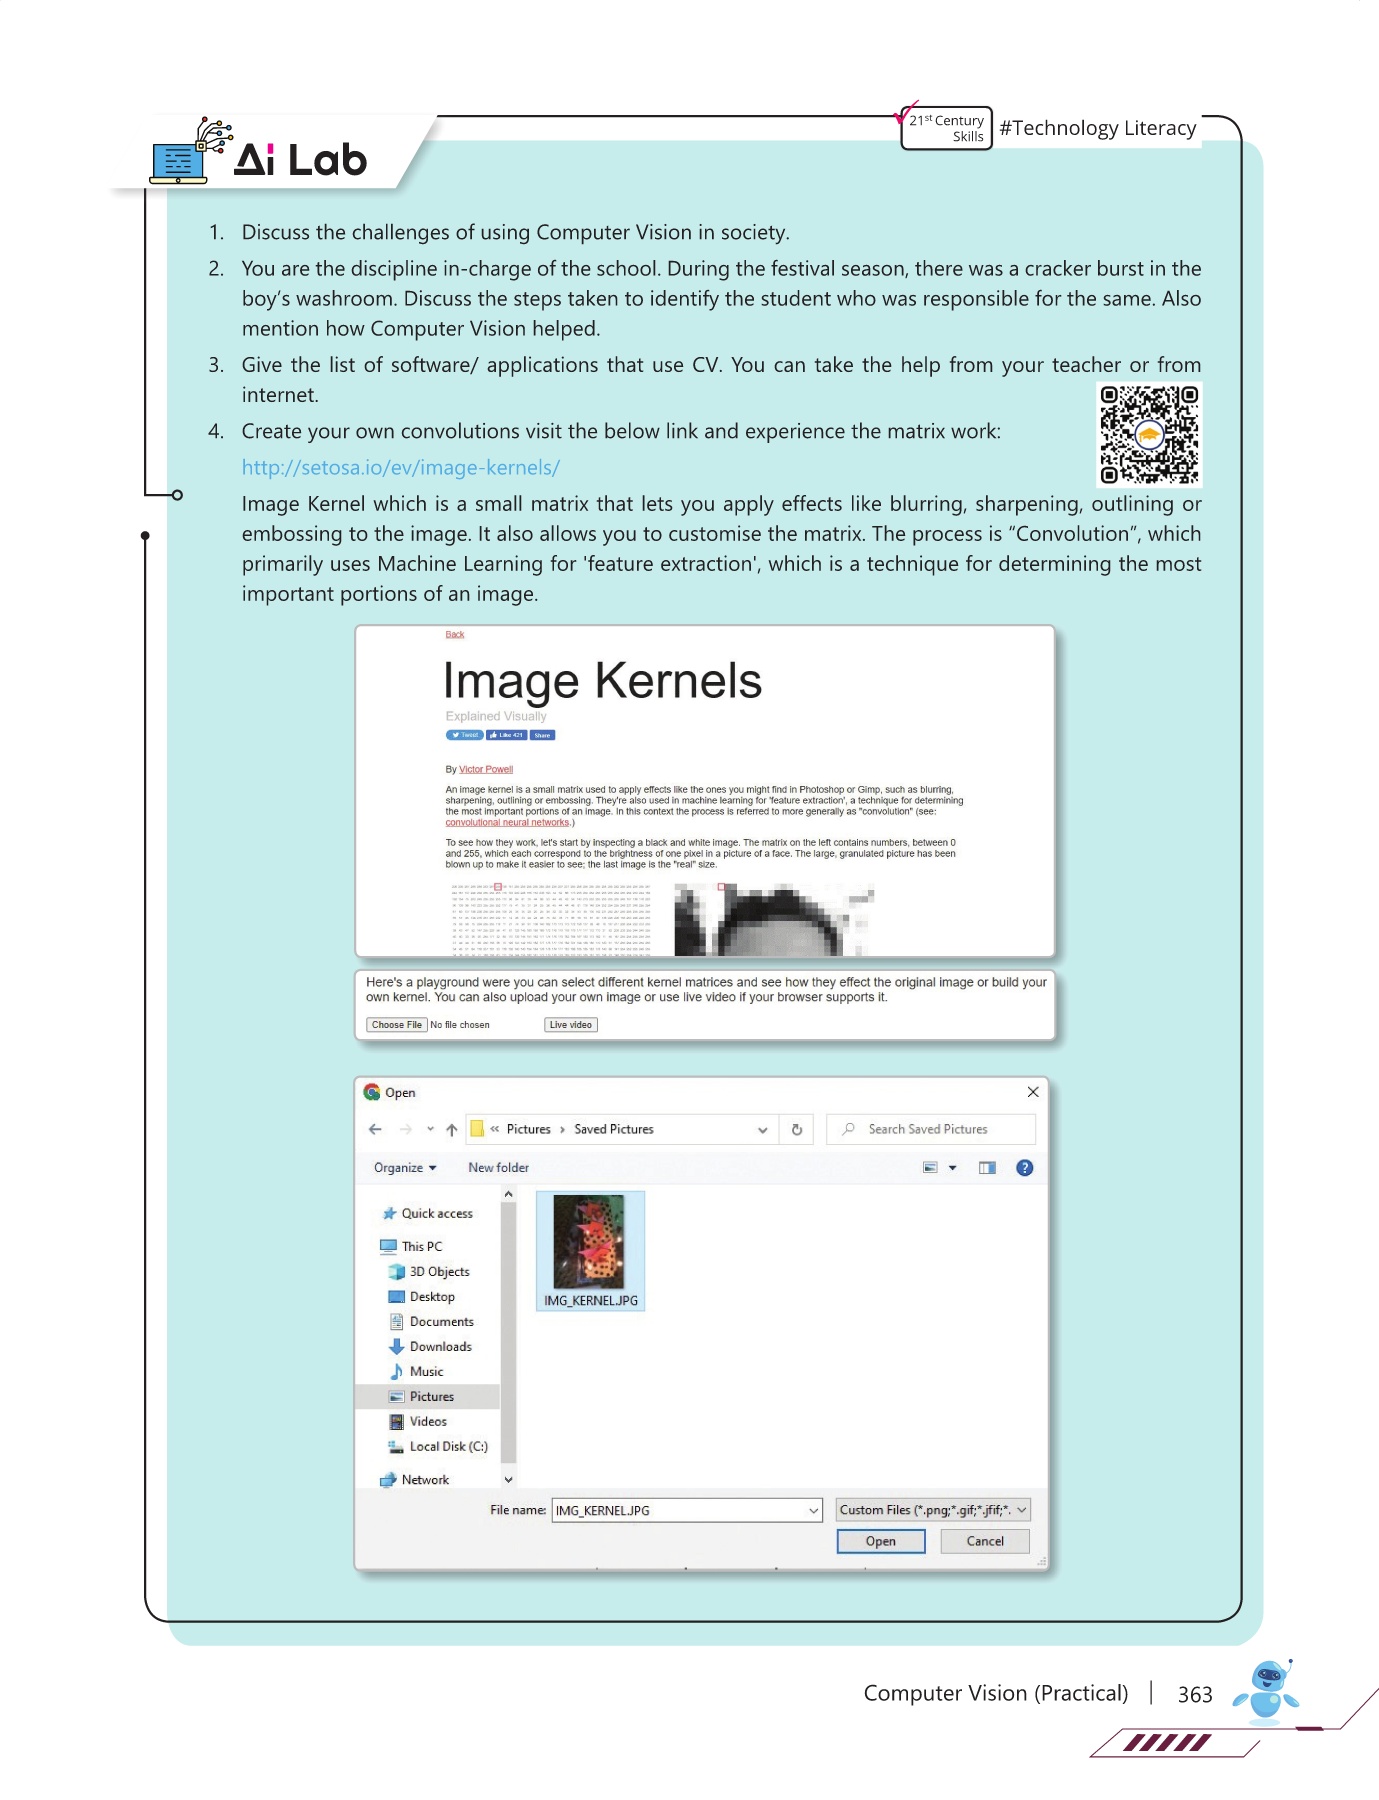 Ai Lab
21st Century
Skills
#Technology Literacy
1. Discuss the challenges of using Computer Vision in society.
2. You are the discipline in-charge of the school. During the festival season, there was a cracker burst in the
boy's washroom. Discuss the steps taken to identify the student who was responsible for the same. Also
mention how Computer Vision helped.
3. Give the list of software/ applications that use CV. You can take the help from your teacher or from
internet.
4. Create your own convolutions visit the below link and experience the matrix work:
http://setosa.io/ev/image-kernels/
Image Kernel which is a small matrix that lets you apply effects like blurring, sharpening, outlining or
embossing to the image. It also allows you to customise the matrix. The process is “Convolution”, which
primarily uses Machine Learning for 'feature extraction', which is a technique for determining the most
important portions of an image.
Back
Image Kernels
Explained Visually
Tweet Like 421 Share
By Victor Powell
An image kernel is a small matrix used to apply effects like the ones you might find in Photoshop or Gimp, such as blurring,
sharpening, outlining or embossing. They're also used in machine learning for 'feature extraction', a technique for determining
the most important portions of an image. In this context the process is referred to more generally as "convolution" (see:
convolutional neural networks.)
To see how they work, let's start by inspecting a black and white image. The matrix on the left contains numbers, between 0
and 255, which each correspond to the brightness of one pixel in a picture of a face. The large, granulated picture has been
blown up to make it easier to see; the last image is the "real" size.
Here's a playground were you can select different kernel matrices and see how they effect the original image or build your
own kernel. You can also upload your own image or use live video if your browser supports it.
Choose File No file chosen Live video
Open
« Pictures › Saved Pictures Search Saved Pictures
Organize New folder
Quick access
This PC
3D Objects
Desktop
Documents
Downloads
Music
Pictures
Videos
Local Disk (C:)
Network
IMG_KERNEL.JPG
File name: IMG_KERNEL.JPG Custom Files (*.png;*.gif;*.jfif;*.
Open Cancel
Computer Vision (Practical) | 363